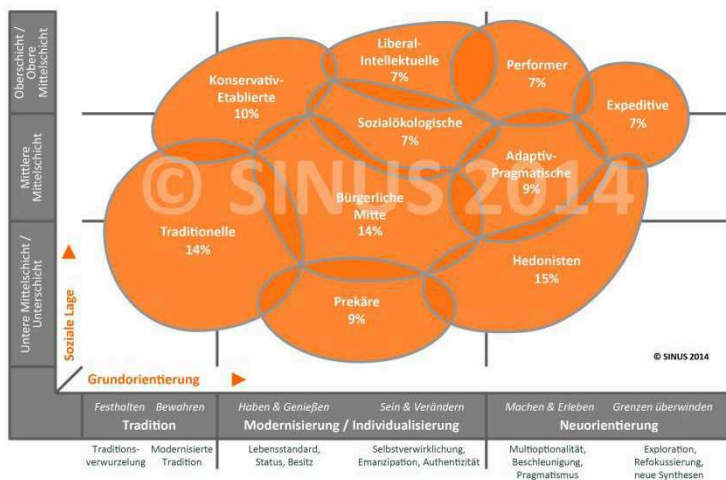 Oberschicht /
Obere
Mittelschicht
Mittlere
Mittelschicht
Untere Mittelschicht /
Unterschicht
Soziale Lage
Konservativ-
Etablierte
10%
Liberal-
Intellektuelle
7%
Performer
7%
Expeditive
7%
Sozialökologische
7%
Adaptiv-
Pragmatische
9%
© SINUS 2014
Bürgerliche
Mitte
14%
Traditionelle
14%
Hedonisten
15%
Prekäre
9%
© SINUS 2014
Grundorientierung
Festhalten Bewahren
Tradition
Haben & Genießen Sein & Verändern
Modernisierung / Individualisierung
Machen & Erleben Grenzen überwinden
Neuorientierung
Traditions-
verwurzelung
Modernisierte
Tradition
Lebensstandard,
Status, Besitz
Selbstverwirklichung,
Emanzipation, Authentizität
Multioptionalität,
Beschleunigung,
Pragmatismus
Exploration,
Refokussierung,
neue Synthesen